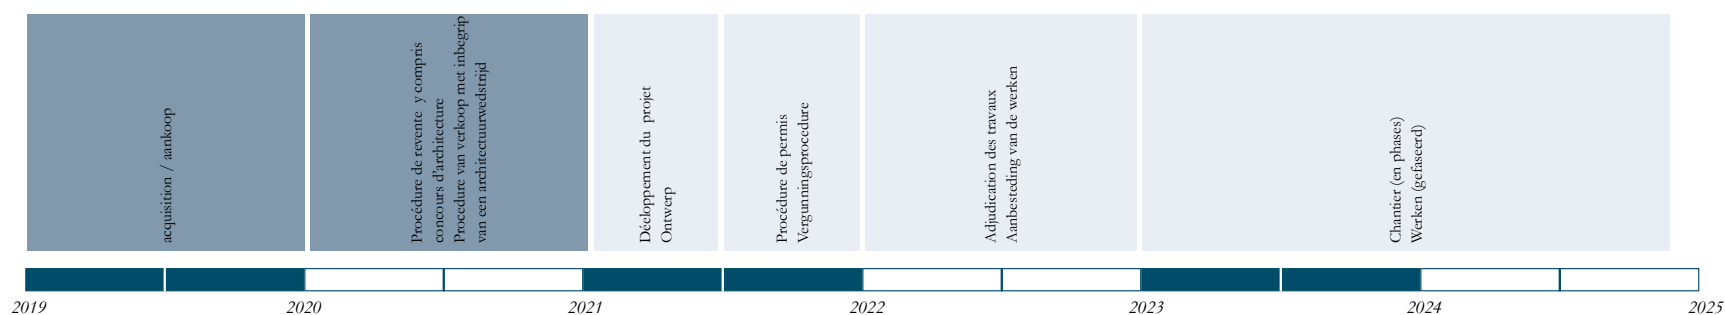 acquisition / aankoop
Procédure de revente  y compris
concours d'architecture
Procedure van verkoop met inbegrip
van een architectuurwedstrijd
Déeloppement du  projet
Ontwerp
Procédure de permis
Vergunningsprocedure
Adjudication des travaux
Aanbesteding van de werken
Chantier (en phases)
Werken (gefaseerd)
2019 2020 2021 2022 2023 2024 2025